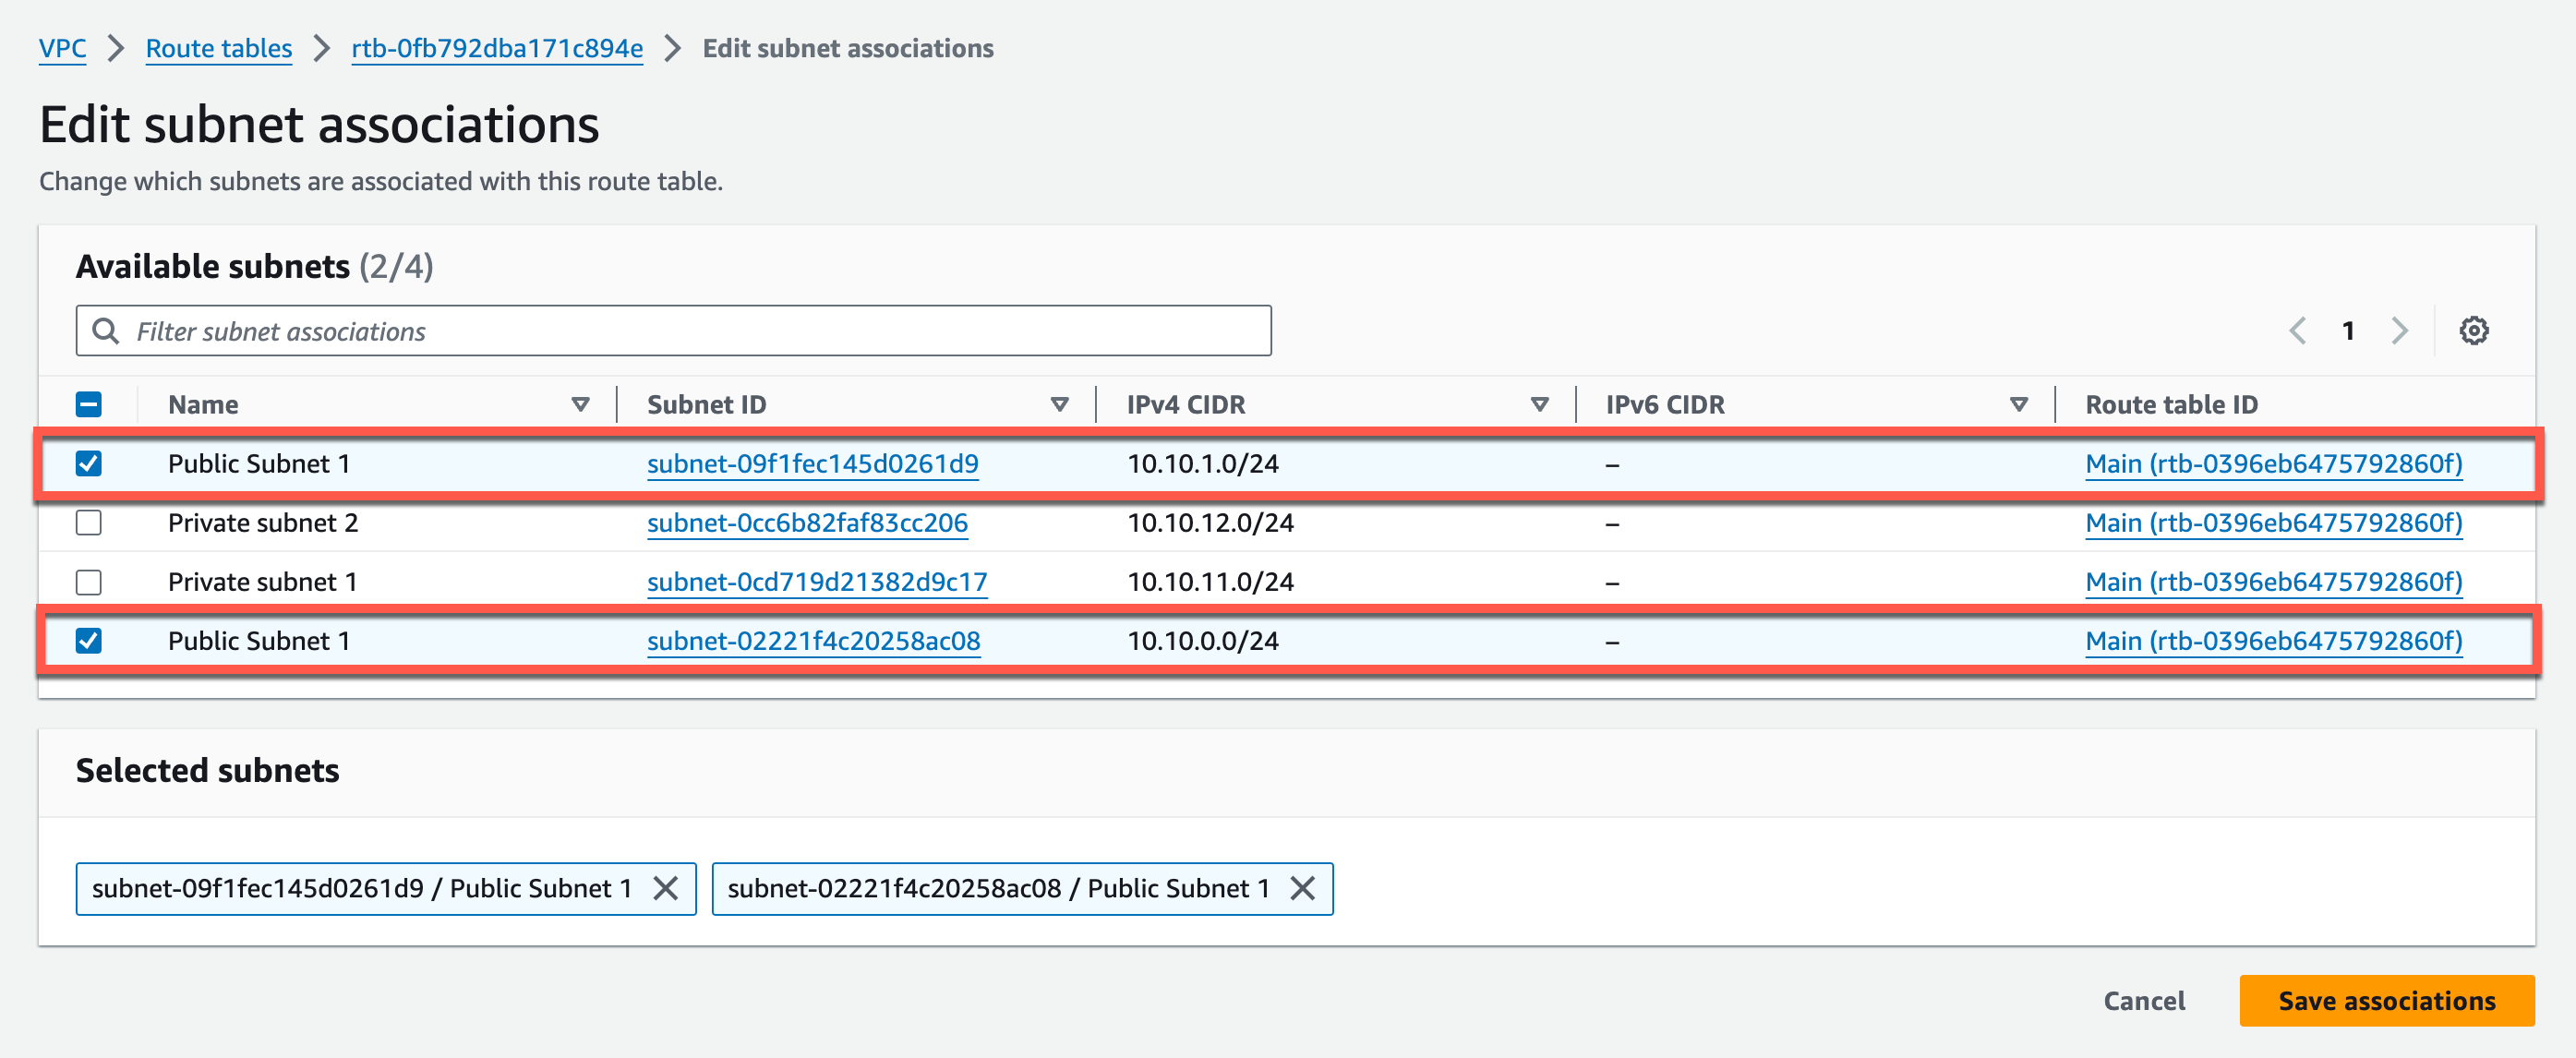 VPC > Route tables > rtb-0fb792dba171c894e > Edit subnet associations
Edit subnet associations
Change which subnets are associated with this route table.
Available subnets (2/4)
Filter subnet associations
1
Name Subnet ID IPv4 CIDR IPv6 CIDR Route table ID
Public Subnet 1 subnet-09f1fec145d0261d9 10.10.1.0/24 – Main (rtb-0396eb6475792860f)
Private subnet 2 subnet-0cc6b82faf83cc206 10.10.12.0/24 – Main (rtb-0396eb6475792860f)
Private subnet 1 subnet-0cd719d21382d9c17 10.10.11.0/24 – Main (rtb-0396eb6475792860f)
Public Subnet 1 subnet-02221f4c20258ac08 10.10.0.0/24 – Main (rtb-0396eb6475792860f)
Selected subnets
subnet-09f1fec145d0261d9 / Public Subnet 1 subnet-02221f4c20258ac08 / Public Subnet 1
Cancel Save associations